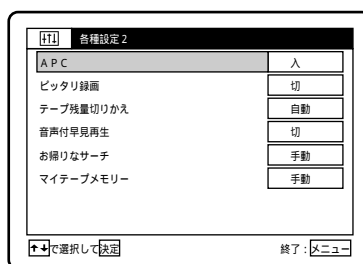 各種設定2
APC 入
ピッタリ録画 切
テープ残量切りかえ 自動
音声付早見再生 切
お帰りなサーチ 手動
マイテープメモリー 手動
↑↓で選択して決定 終了:メニュー